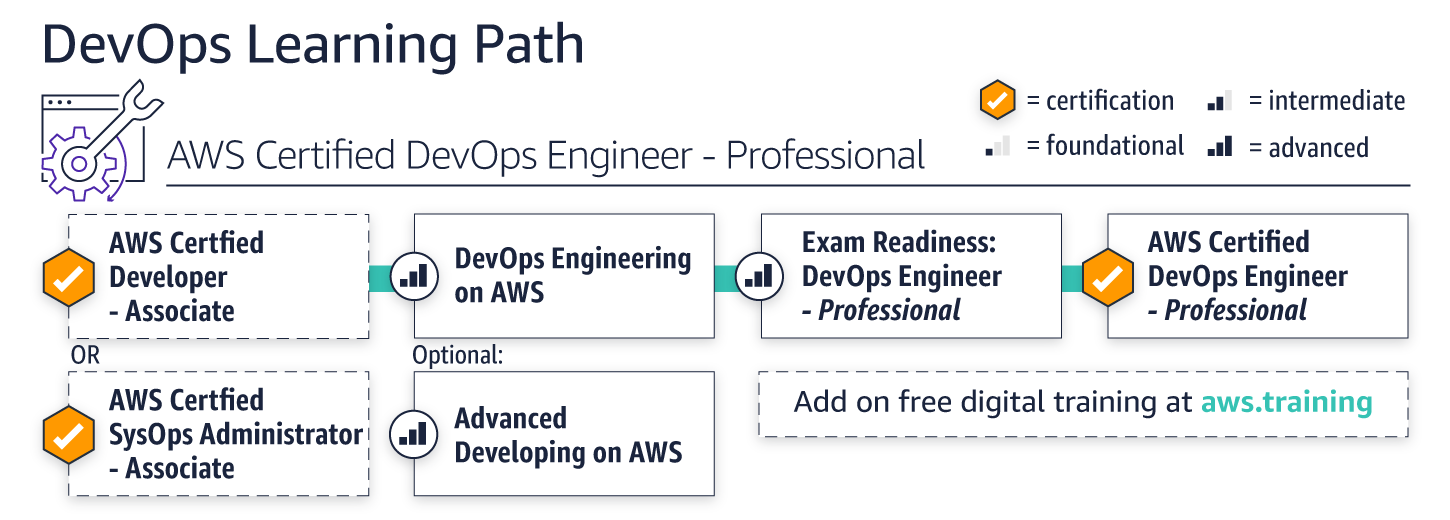 DevOps Learning Path
= certification
= intermediate
= foundational
= advanced
AWS Certified DevOps Engineer - Professional
AWS Certfied
Developer
- Associate
DevOps Engineering
on AWS
Exam Readiness:
DevOps Engineer
- Professional
AWS Certified
DevOps Engineer
- Professional
OR
Optional:
AWS Certfied
SysOps Administrator
- Associate
Advanced
Developing on AWS
Add on free digital training at aws.training